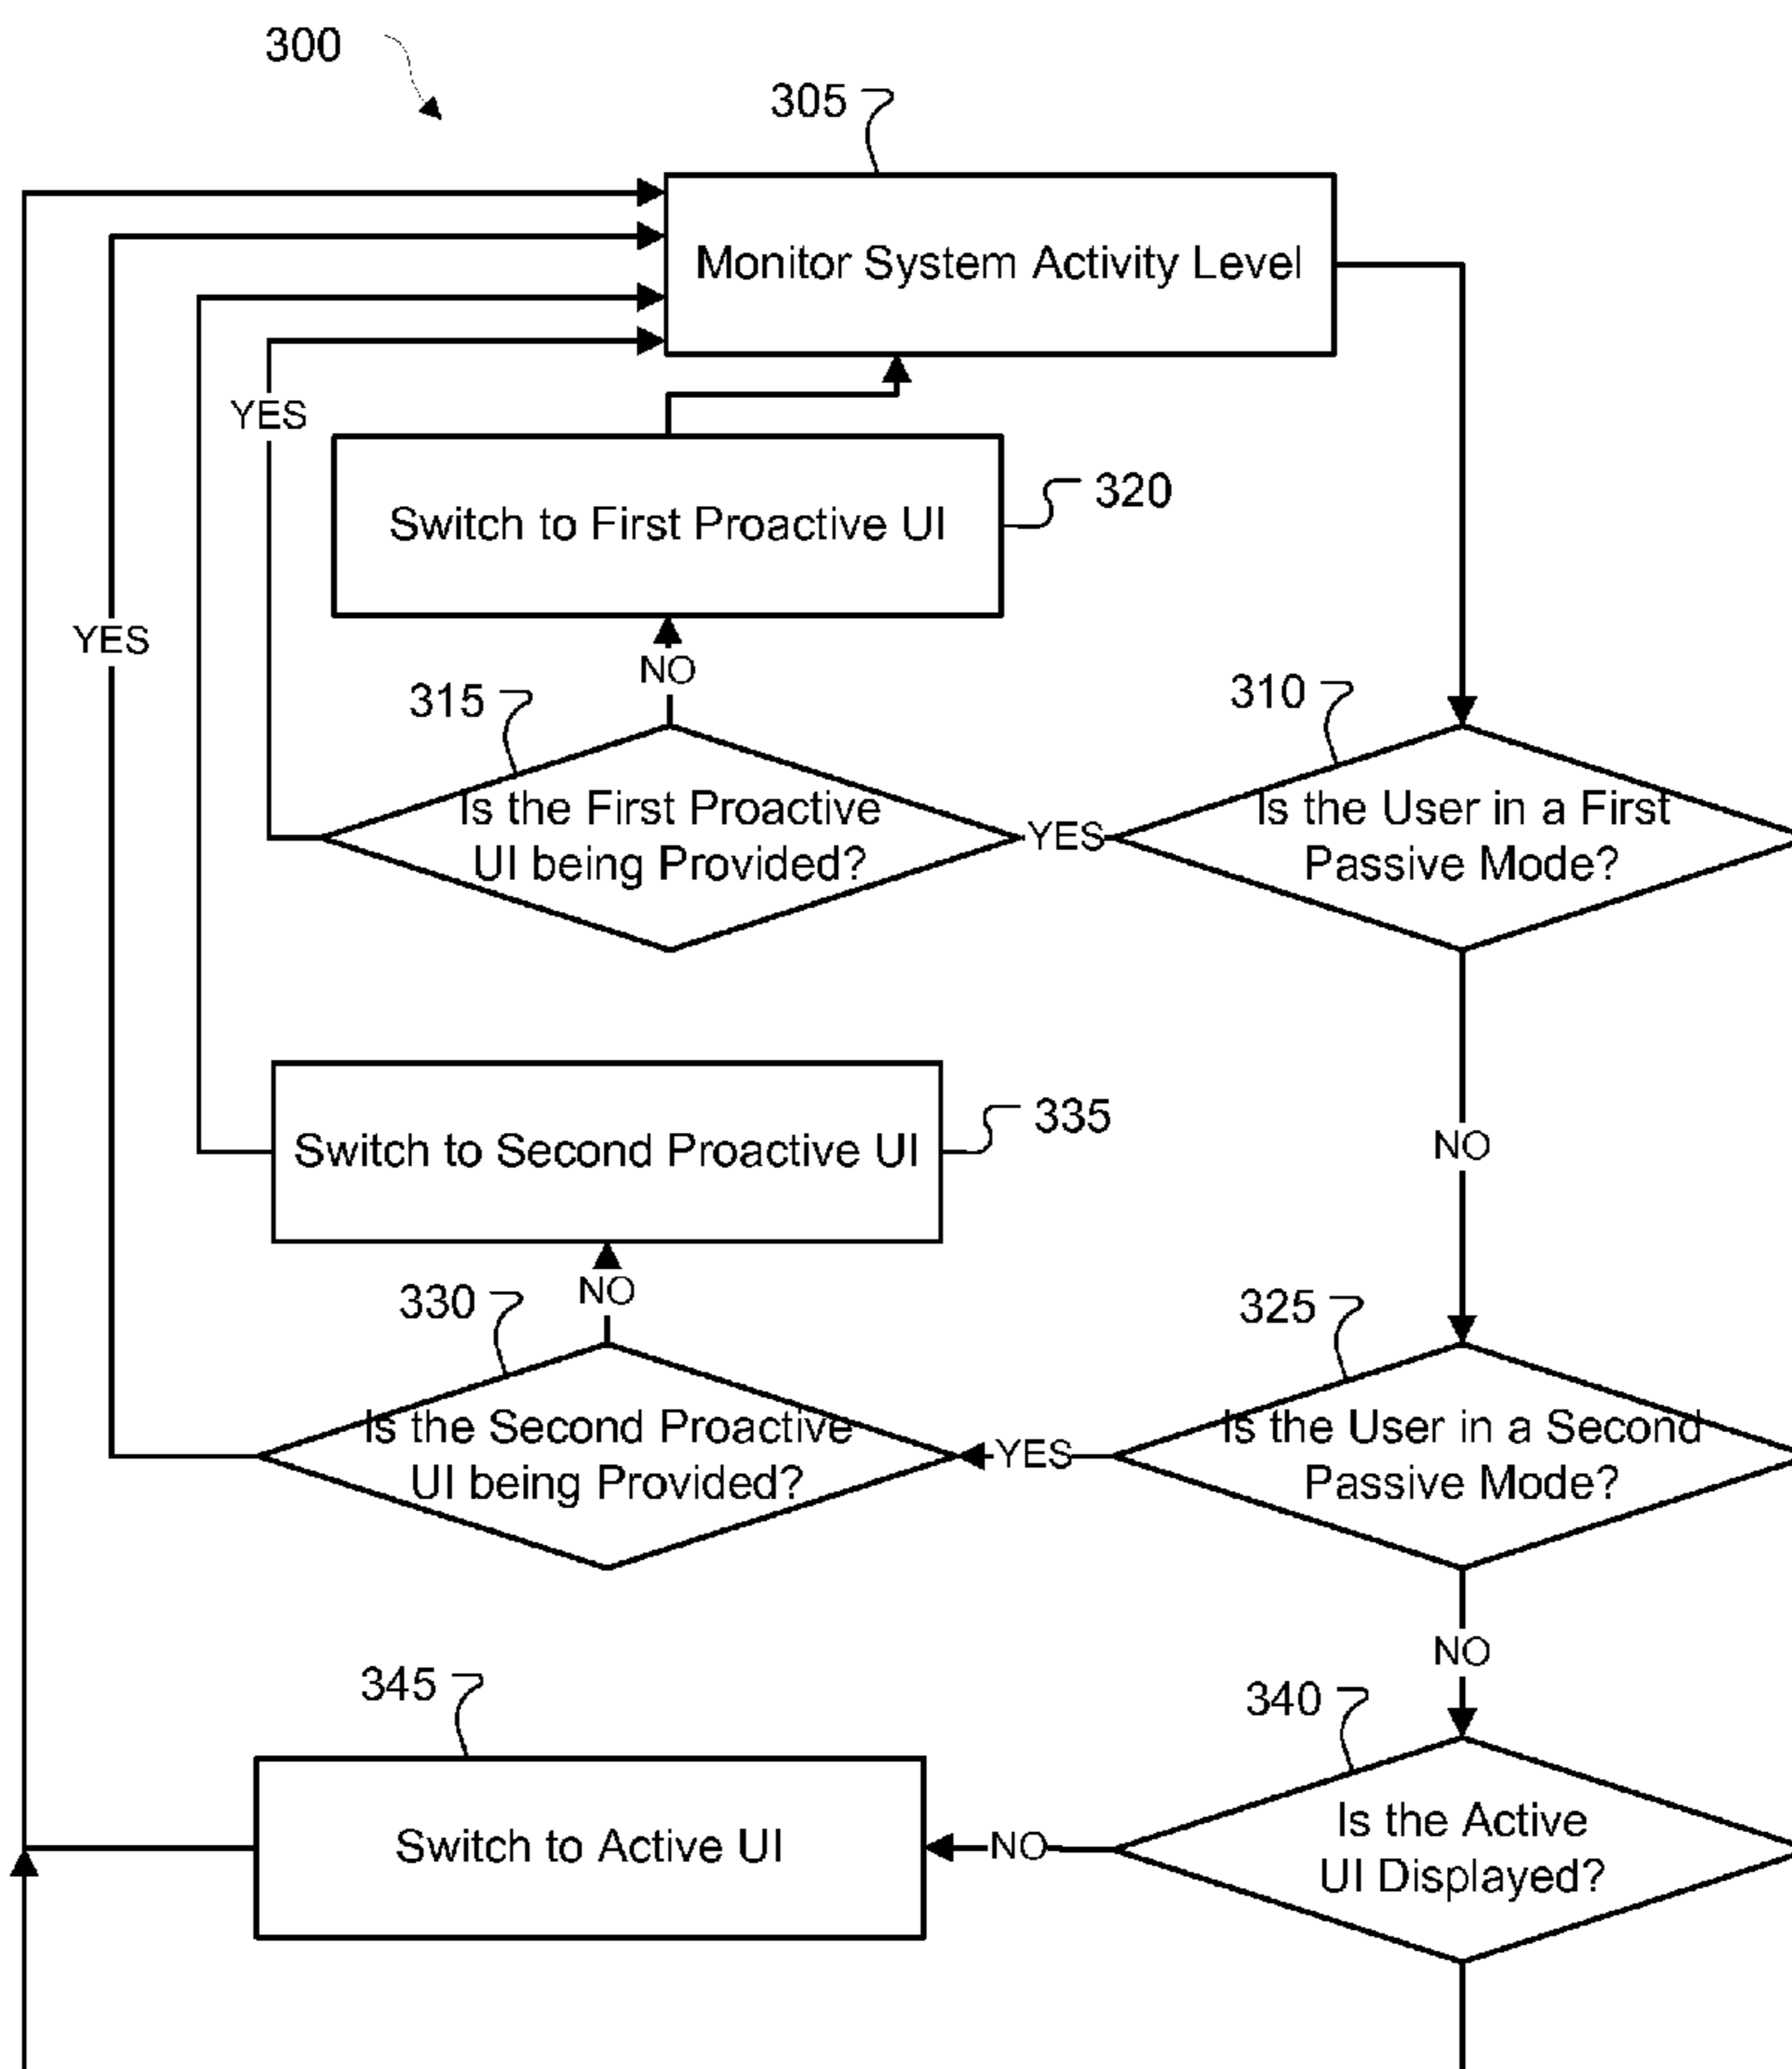 300
305
Monitor System Activity Level
YES
Switch to First Proactive UI
320
YES
NO
315
310
Is the First Proactive
UI being Provided?
YES
Is the User in a First
Passive Mode?
NO
Switch to Second Proactive UI
335
NO
330
325
Is the Second Proactive
UI being Provided?
YES
Is the User in a Second
Passive Mode?
NO
345
340
Switch to Active UI
NO
Is the Active
UI Displayed?